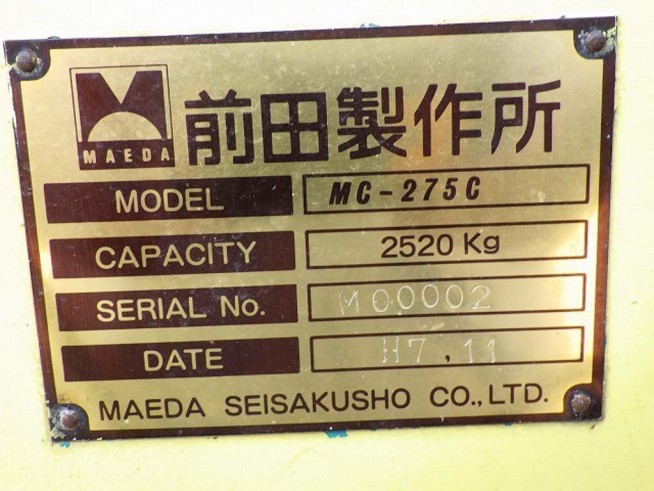 MAEDA 前田製作所
MODEL MC-275C
CAPACITY 2520 Kg
SERIAL No. M00002
DATE H7.11
MAEDA SEISAKUSHO CO.,LTD.